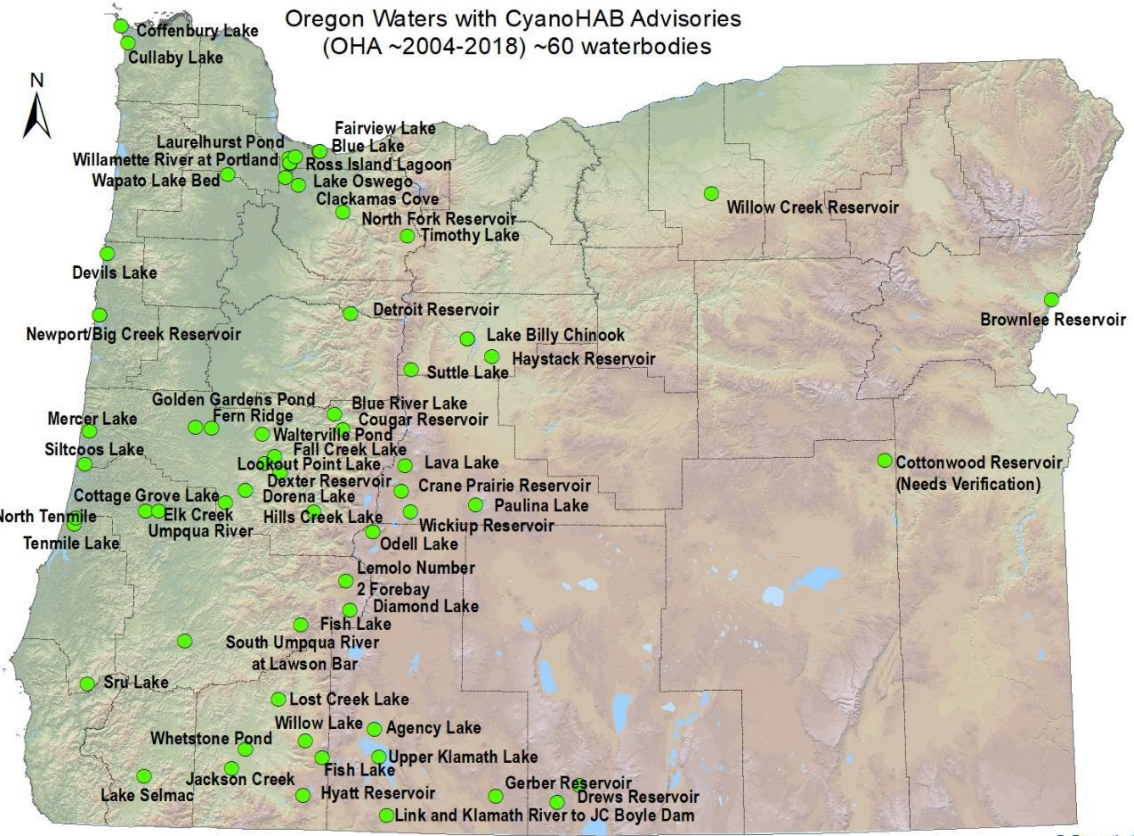 Oregon Waters with CyanoHAB Advisories
(OHA ~2004-2018) ~60 waterbodies
N
Coffenbury Lake
Cullaby Lake
Fairview Lake
Laurelhurst Pond
Blue Lake
Willamette River at Portland
Ross Island Lagoon
Wapato Lake Bed
Lake Oswego
Clackamas Cove
Willow Creek Reservoir
North Fork Reservoir
Timothy Lake
Devils Lake
Detroit Reservoir
Brownlee Reservoir
Newport/Big Creek Reservoir
Lake Billy Chinook
Haystack Reservoir
Suttle Lake
Golden Gardens Pond
Blue River Lake
Mercer Lake
Fern Ridge
Cougar Reservoir
Walterville Pond
Siltcoos Lake
Fall Creek Lake
Lookout Point Lake
Lava Lake
Cottonwood Reservoir
(Needs Verification)
Dexter Reservoir
Crane Prairie Reservoir
Cottage Grove Lake
Dorena Lake
Paulina Lake
North Tenmile
Elk Creek
Hills Creek Lake
Wickiup Reservoir
Umpqua River
Tenmile Lake
Odell Lake
Lemolo Number
2 Forebay
Diamond Lake
Fish Lake
South Umpqua River
at Lawson Bar
Sru Lake
Lost Creek Lake
Willow Lake
Agency Lake
Whetstone Pond
Upper Klamath Lake
Fish Lake
Jackson Creek
Gerber Reservoir
Lake Selmac
Hyatt Reservoir
Drews Reservoir
Link and Klamath River to JC Boyle Dam